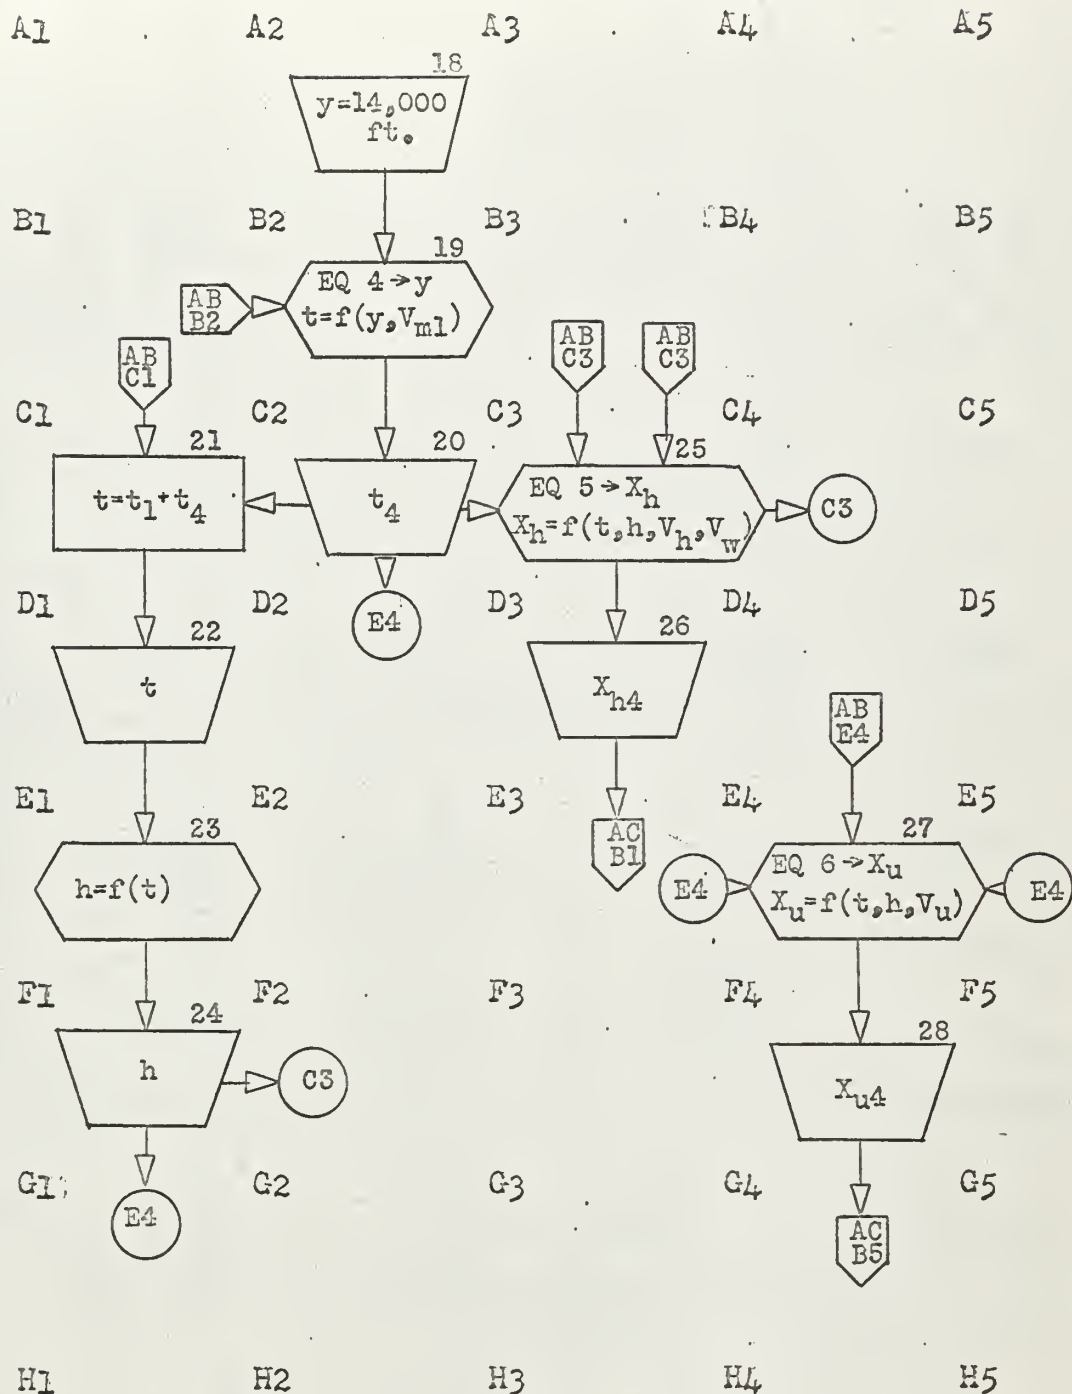 A1 A2 A3 A4 A5
18
y=14,000
ft.
B1 B2 B3 B4 B5
19
EQ 4→y
t=f(y,Vm1)
AB
B2
AB
C1
AB
C3
AB
C3
C1 C2 C3 C4 C5
21
t=t1+t4
20
t4
25
EQ 5→Xh
Xh=f(t,h,Vh,Vw)
C3
D1 D2 D3 D4 D5
22
t
E4
26
Xh4
AB
E4
E1 E2 E3 E4 E5
23
h=f(t)
AC
B1
27
E4
EQ 6→Xu
Xu=f(t,h,Vu)
E4
F1 F2 F3 F4 F5
24
h
C3
28
Xu4
G1 G2 G3 G4 G5
E4
AC
B5
H1 H2 H3 H4 H5